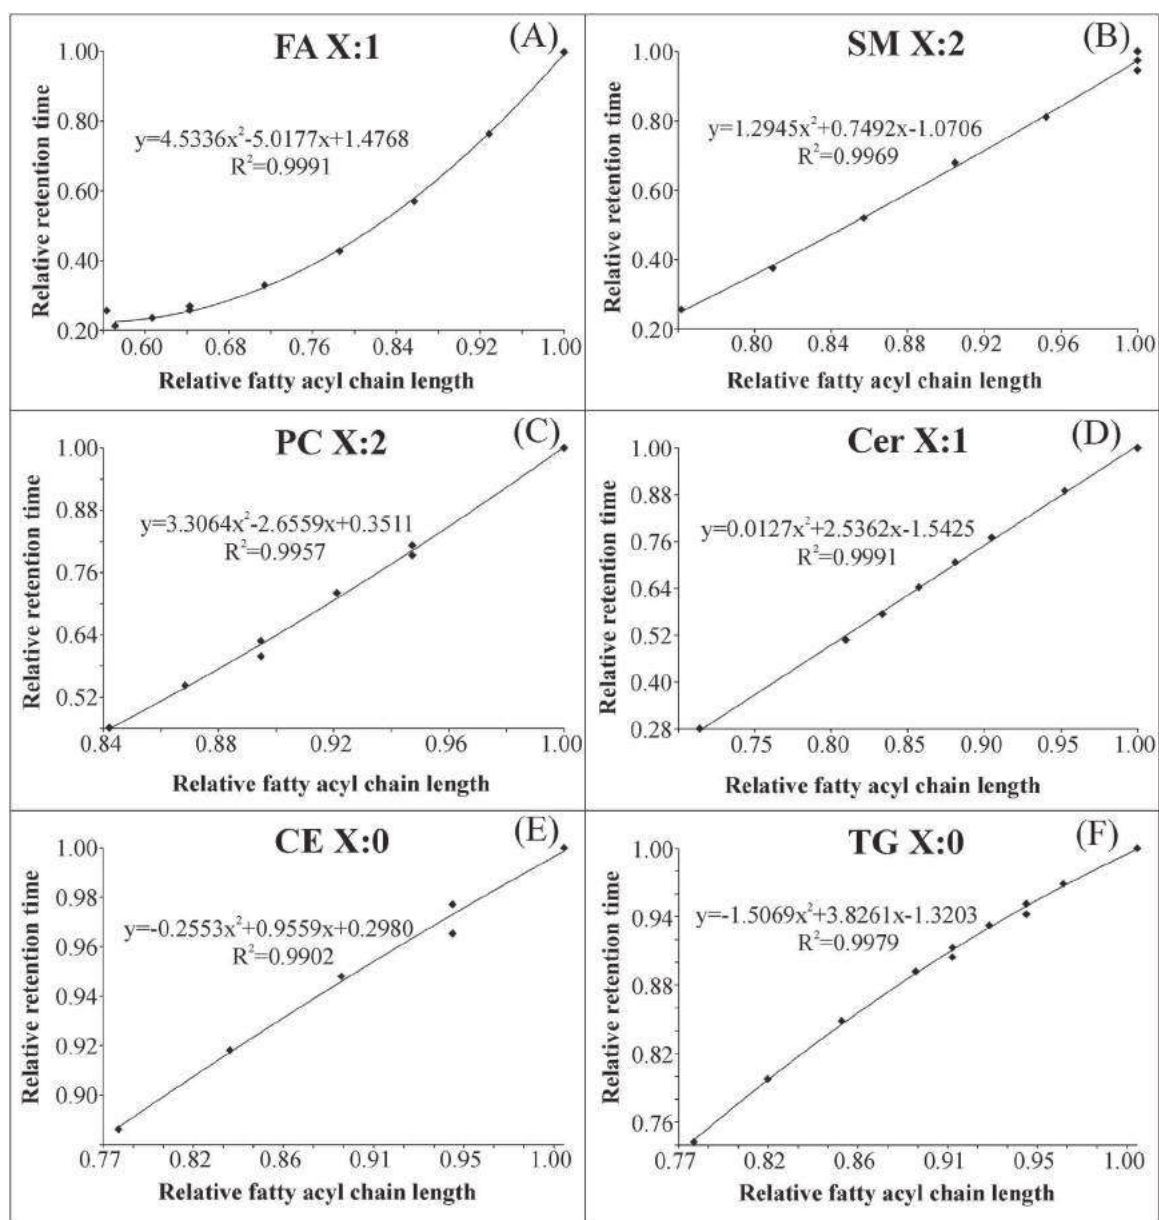 FA X:1
(A)
1.00
0.80
0.60
0.40
0.20
Relative retention time
y=4.5336x²-5.0177x+1.4768
R²=0.9991
0.60 0.68 0.76 0.84 0.92 1.00
Relative fatty acyl chain length
SM X:2
(B)
1.00
0.80
0.60
0.40
0.20
Relative retention time
y=1.2945x²+0.7492x-1.0706
R²=0.9969
0.80 0.84 0.88 0.92 0.96 1.00
Relative fatty acyl chain length
PC X:2
(C)
1.00
0.88
0.76
0.64
0.52
Relative retention time
y=3.3064x²-2.6559x+0.3511
R²=0.9957
0.84 0.88 0.92 0.96 1.00
Relative fatty acyl chain length
Cer X:1
(D)
1.00
0.88
0.76
0.64
0.52
0.40
0.28
Relative retention time
y=0.0127x²+2.5362x-1.5425
R²=0.9991
0.75 0.80 0.85 0.90 0.95 1.00
Relative fatty acyl chain length
CE X:0
(E)
1.00
0.98
0.96
0.94
0.92
0.90
Relative retention time
y=-0.2553x²+0.9559x+0.2980
R²=0.9902
0.77 0.82 0.86 0.91 0.95 1.00
Relative fatty acyl chain length
TG X:0
(F)
1.00
0.94
0.88
0.82
0.76
Relative retention time
y=-1.5069x²+3.8261x-1.3203
R²=0.9979
0.77 0.82 0.86 0.91 0.95 1.00
Relative fatty acyl chain length